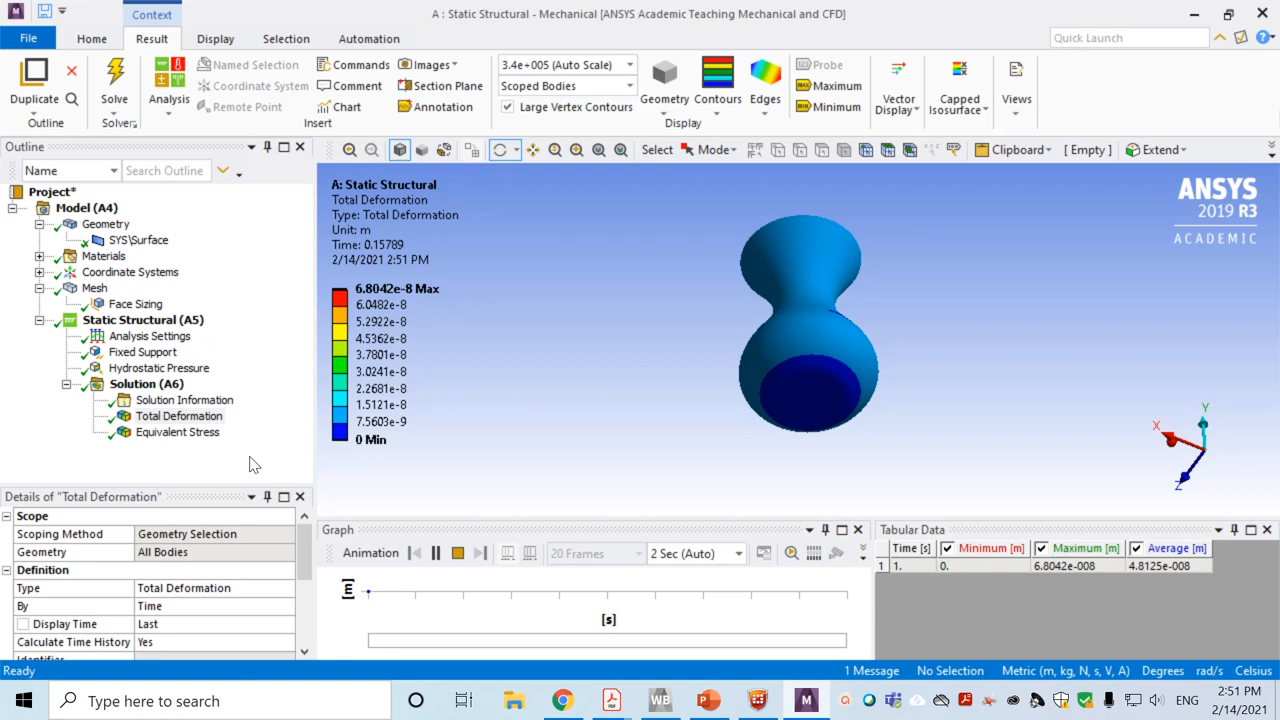 Context
A : Static Structural - Mechanical [ANSYS Academic Teaching Mechanical and CFD]
File Home Result Display Selection Automation Quick Launch
Duplicate
Outline
Solve
Solver
Analysis
Named Selection
Coordinate System
Remote Point
Commands
Comment
Chart
Images
Section Plane
Annotation
Insert
3.4e+005 (Auto Scale)
Scoped Bodies
Large Vertex Contours
Geometry
Contours
Edges
Display
Probe
Maximum
Minimum
Vector
Display
Capped
Isosurface
Views
Outline
Name Search Outline
Select Mode Clipboard [ Empty ] Extend
Project*
Model (A4)
Geometry
SYS\Surface
Materials
Coordinate Systems
Mesh
Face Sizing
Static Structural (A5)
Analysis Settings
Fixed Support
Hydrostatic Pressure
Solution (A6)
Solution Information
Total Deformation
Equivalent Stress
A: Static Structural
Total Deformation
Type: Total Deformation
Unit: m
Time: 0.15789
2/14/2021 2:51 PM
6.8042e-8 Max
6.0482e-8
5.2922e-8
4.5362e-8
3.7801e-8
3.0241e-8
2.2681e-8
1.5121e-8
7.5603e-9
0 Min
ANSYS
2019 R3
ACADEMIC
Y
X
Z
Details of "Total Deformation"
Scope
Scoping Method Geometry Selection
Geometry All Bodies
Definition
Type Total Deformation
By Time
Display Time Last
Calculate Time History Yes
Identifier
Graph
Animation 20 Frames 2 Sec (Auto)
[m]
[s]
Tabular Data
Time [s] Minimum [m] Maximum [m] Average [m]
1 1. 0. 6.8042e-008 4.8125e-008
Ready 1 Message No Selection Metric (m, kg, N, s, V, A) Degrees rad/s Celsius
Type here to search
WB
ENG
2:51 PM
2/14/2021